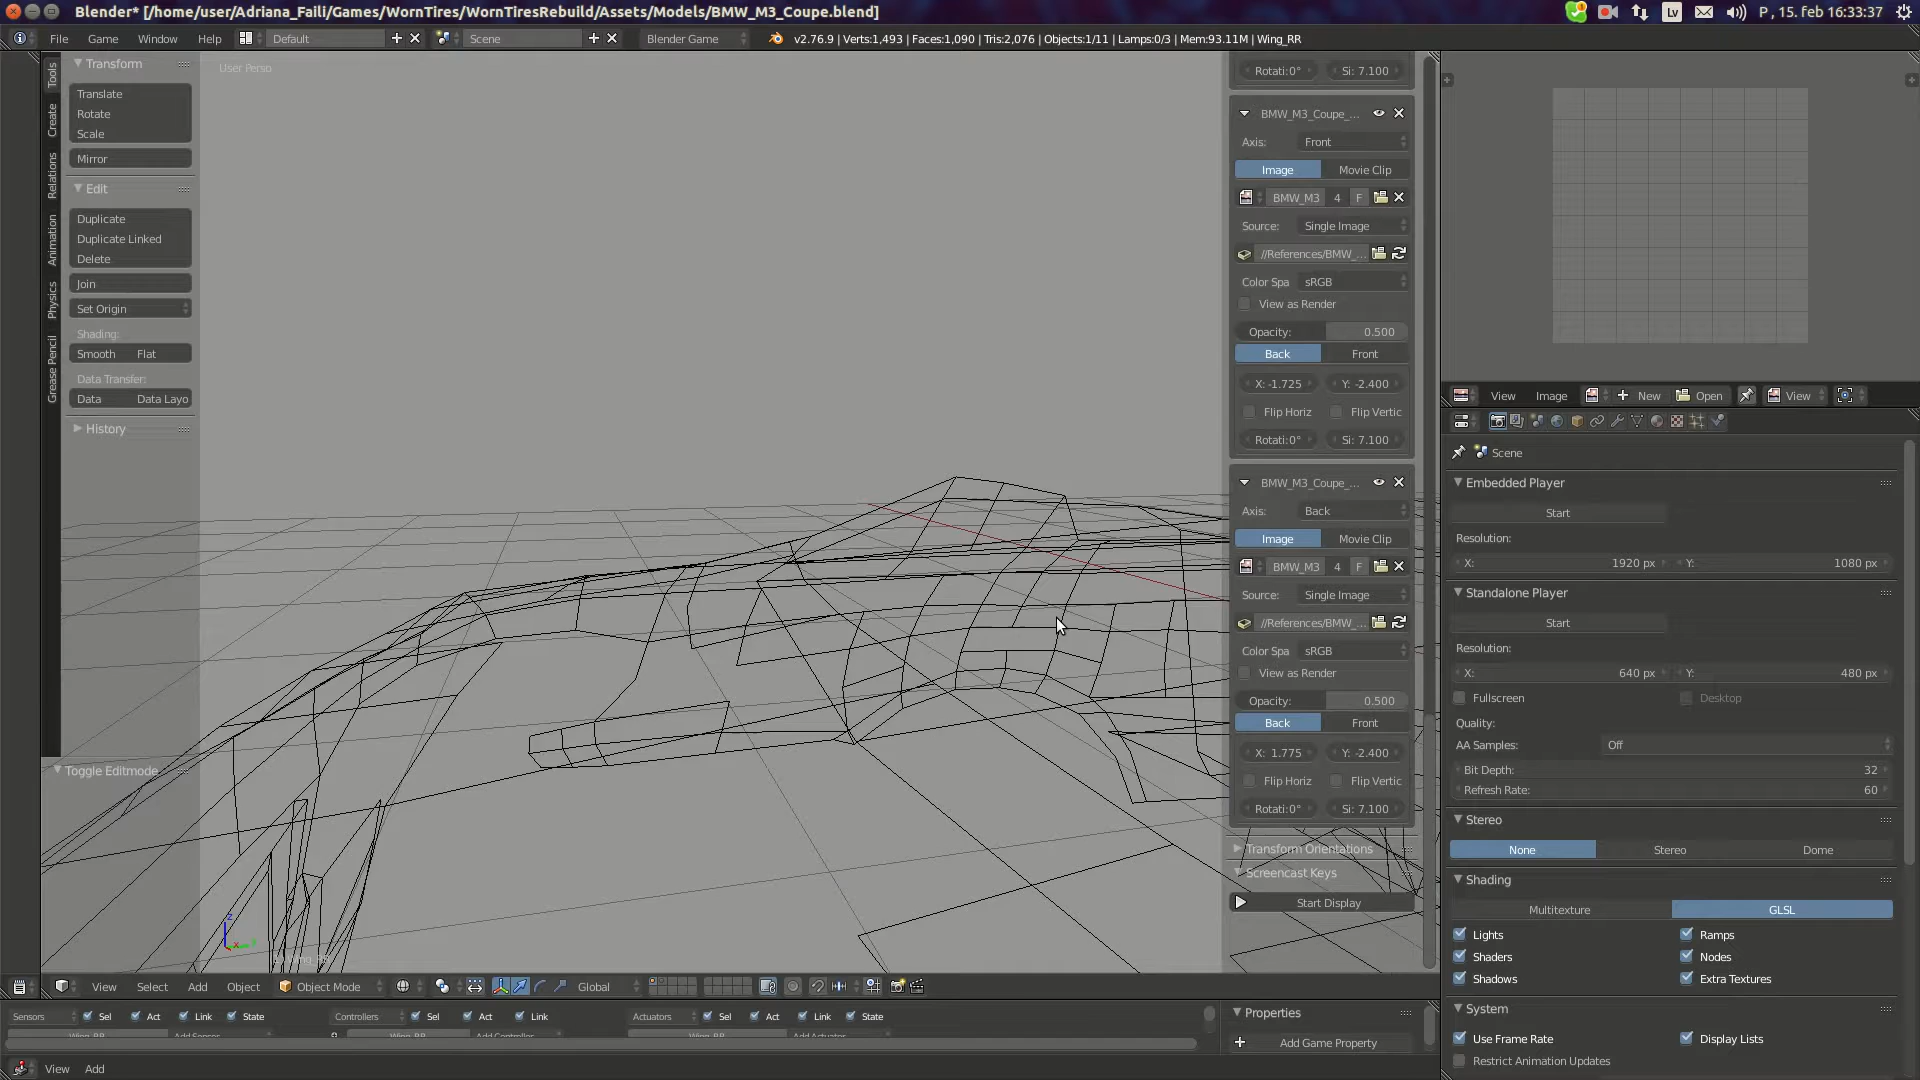 Blender* [/home/user/Adriana_Faili/Games/WornTires/WornTiresRebuild/Assets/Models/BMW_M3_Coupe.blend]
Lv
P , 15. feb 16:33:37
File Game Window Help
Default
Scene
Blender Game
v2.76.9 | Verts:1,493 | Faces:1,090 | Tris:2,076 | Objects:1/11 | Lamps:0/3 | Mem:93.11M | Wing_RR
Tools
Create
Relations
Animation
Physics
Grease Pencil
Transform
Translate
Rotate
Scale
Mirror
Edit
Duplicate
Duplicate Linked
Delete
Join
Set Origin
Shading:
Smooth Flat
Data Transfer:
Data Data Layo
History
Toggle Editmode
User Perso
Rotati:0° Si: 7.100
BMW_M3_Coupe_...
Axis: Front
Image Movie Clip
BMW_M3 4 F
Source: Single Image
//References/BMW_...
Color Spa sRGB
View as Render
Opacity: 0.500
Back Front
X: -1.725 Y: -2.400
Flip Horiz Flip Vertic
Rotati:0° Si: 7.100
BMW_M3_Coupe_...
Axis: Back
Image Movie Clip
BMW_M3 4 F
Source: Single Image
//References/BMW_...
Color Spa sRGB
View as Render
Opacity: 0.500
Back Front
X: 1.775 Y: -2.400
Flip Horiz Flip Vertic
Rotati:0° Si: 7.100
Transform Orientations
Screencast Keys
Start Display
z
x
View Select Add Object Object Mode Global
Sensors Sel Act Link State
Controllers Sel Act Link
Actuators Sel Act Link State
Wing_RR Add Sensor
Wing_RR Add Controller
Wing_RR Add Actuator
Properties
Add Game Property
View Add
View Image New Open View
Scene
Embedded Player
Start
Resolution:
X: 1920 px Y: 1080 px
Standalone Player
Start
Resolution:
X: 640 px Y: 480 px
Fullscreen Desktop
Quality:
AA Samples: Off
Bit Depth: 32
Refresh Rate: 60
Stereo
None Stereo Dome
Shading
Multitexture GLSL
Lights Ramps
Shaders Nodes
Shadows Extra Textures
System
Use Frame Rate Display Lists
Restrict Animation Updates